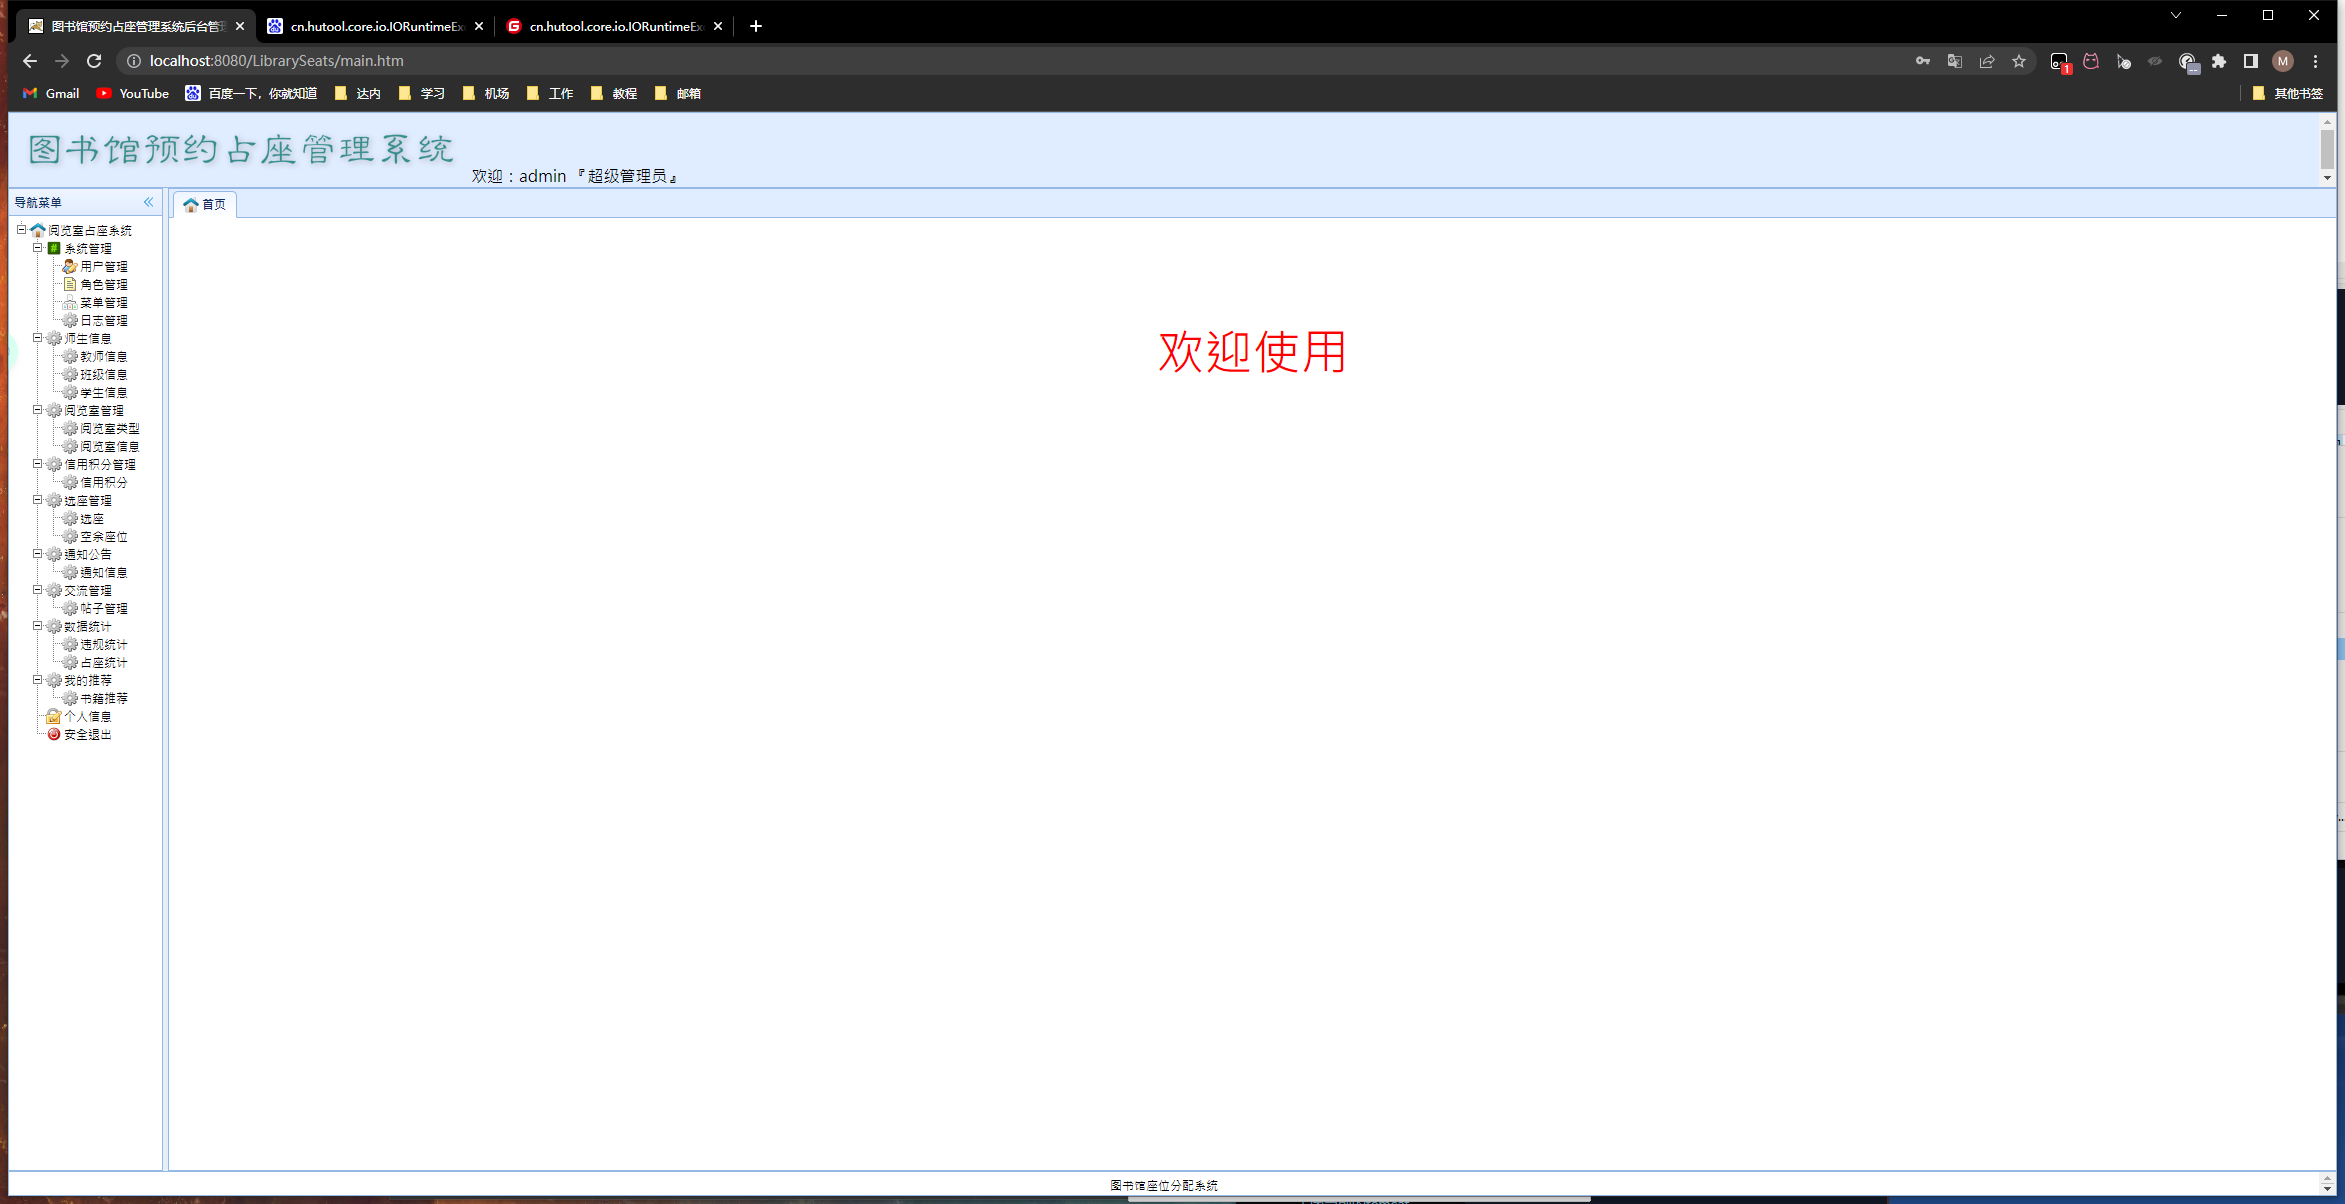 图书馆预约占座管理系统后台管
cn.hutool.core.io.IORuntimeEx
cn.hutool.core.io.IORuntimeEx
localhost:8080/LibrarySeats/main.htm
1
M
Gmail
YouTube
百度一下，你就知道
达内
学习
机场
工作
教程
邮箱
其他书签
图书馆预约占座管理系统
欢迎：admin 『超级管理员』
导航菜单
首页
阅览室占座系统
系统管理
用户管理
角色管理
菜单管理
日志管理
师生信息
教师信息
班级信息
学生信息
阅览室管理
阅览室类型
阅览室信息
信用积分管理
信用积分
选座管理
选座
空余座位
通知公告
通知信息
交流管理
帖子管理
数据统计
违规统计
占座统计
我的推荐
书籍推荐
个人信息
安全退出
欢迎使用
图书馆座位分配系统